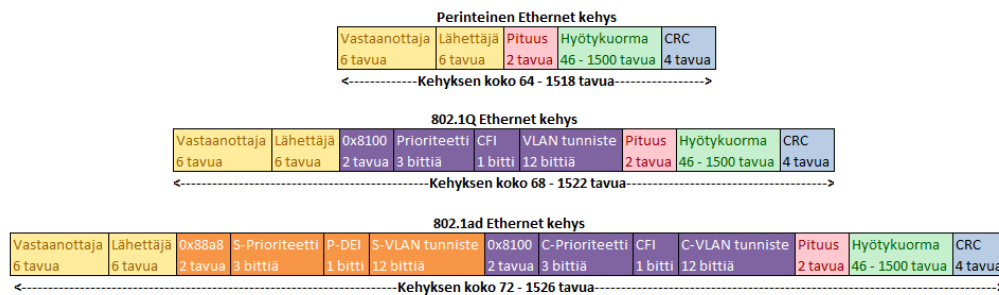 Perinteinen Ethernet kehys
Vastaanottaja Lähettäjä Pituus Hyötykuorma CRC
6 tavua 6 tavua 2 tavua 46 - 1500 tavua 4 tavua
<-------------Kehyksen koko 64 - 1518 tavua------------------>
802.1Q Ethernet kehys
Vastaanottaja Lähettäjä 0x8100 Prioriteetti CFI VLAN tunniste Pituus Hyötykuorma CRC
6 tavua 6 tavua 2 tavua 3 bittiä 1 bitti 12 bittiä 2 tavua 46 - 1500 tavua 4 tavua
<-----------------------------------------------Kehyksen koko 68 - 1522 tavua--------------------------------------->
802.1ad Ethernet kehys
Vastaanottaja Lähettäjä 0x88a8 S-Prioriteetti P-DEI S-VLAN tunniste 0x8100 C-Prioriteetti CFI C-VLAN tunniste Pituus Hyötykuorma CRC
6 tavua 6 tavua 2 tavua 3 bittiä 1 bitti 12 bittiä 2 tavua 3 bittiä 1 bitti 12 bittiä 2 tavua 46 - 1500 tavua 4 tavua
<------------------------------------------------------------------------Kehyksen koko 72 - 1526 tavua------------------------------------------------------------------------>